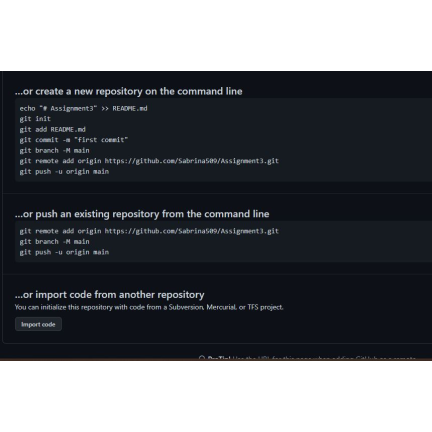 ...or create a new repository on the command line
echo "# Assignment3" >> README.md
git init
git add README.md
git commit -m "first commit"
git branch -M main
git remote add origin https://github.com/Sabrina509/Assignment3.git
git push -u origin main
...or push an existing repository from the command line
git remote add origin https://github.com/Sabrina509/Assignment3.git
git branch -M main
git push -u origin main
...or import code from another repository
You can initialize this repository with code from a Subversion, Mercurial, or TFS project.
Import code
ProTip! Use the URL for this page when adding GitHub as a remote.